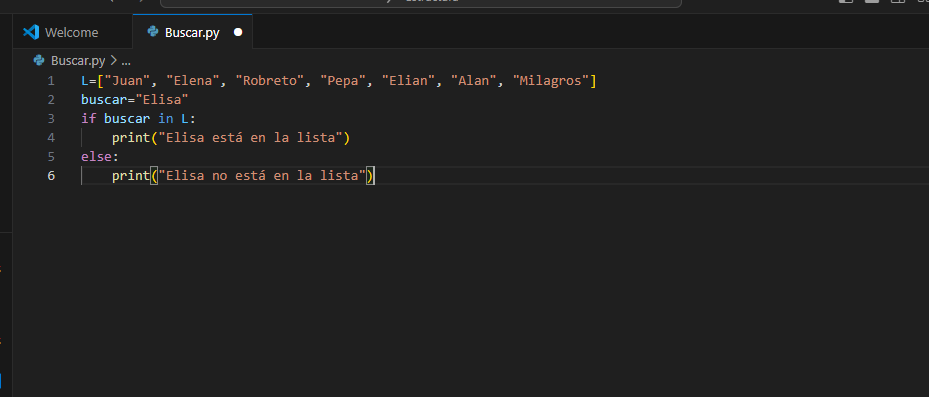 Welcome
Buscar.py
Buscar.py > ...
1 L=["Juan", "Elena", "Robreto", "Pepa", "Elian", "Alan", "Milagros"]
2 buscar="Elisa"
3 if buscar in L:
4 print("Elisa está en la lista")
5 else:
6 print("Elisa no está en la lista")